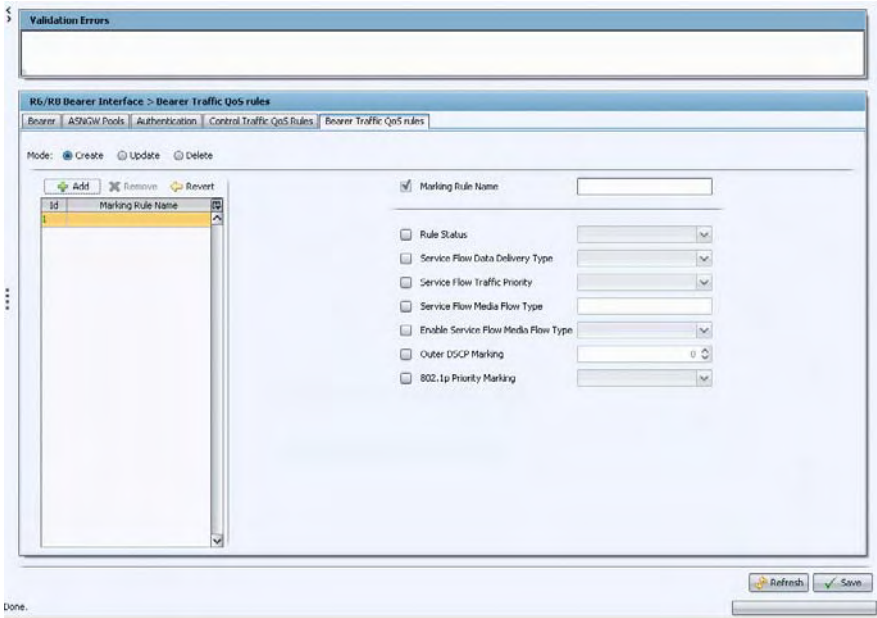 Validation Errors
R6/R8 Bearer Interface > Bearer Traffic QoS rules
Bearer ASNGW Pools Authentication Control Traffic QoS Rules Bearer Traffic QoS rules
Mode: Create Update Delete
Add Remove Revert
Id Marking Rule Name
1
Marking Rule Name
Rule Status
Service Flow Data Delivery Type
Service Flow Traffic Priority
Service Flow Media Flow Type
Enable Service Flow Media Flow Type
Outer DSCP Marking 0
802.1p Priority Marking
Refresh Save
Done.